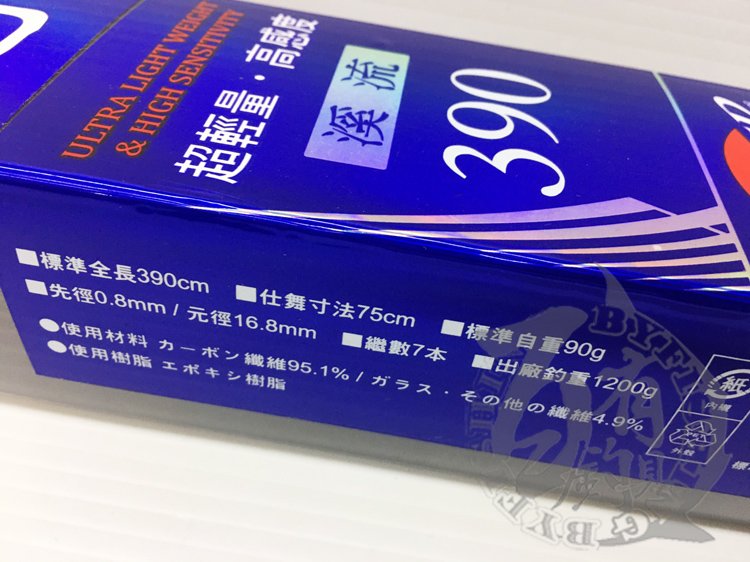 ULTRA LIGHT WEIGHT
& HIGH SENSITIVITY
超輕量・高感度
溪流
390
■標準全長390cm ■仕舞寸法75cm ■標準自重90g
■先徑0.8mm / 元徑16.8mm ■繼數7本 ■出廠釣重1200g
●使用材料 カーボン纖維95.1% / ガラス・その他の纖維4.9%
●使用樹脂 エポキシ樹脂
紙
內襯
外殼